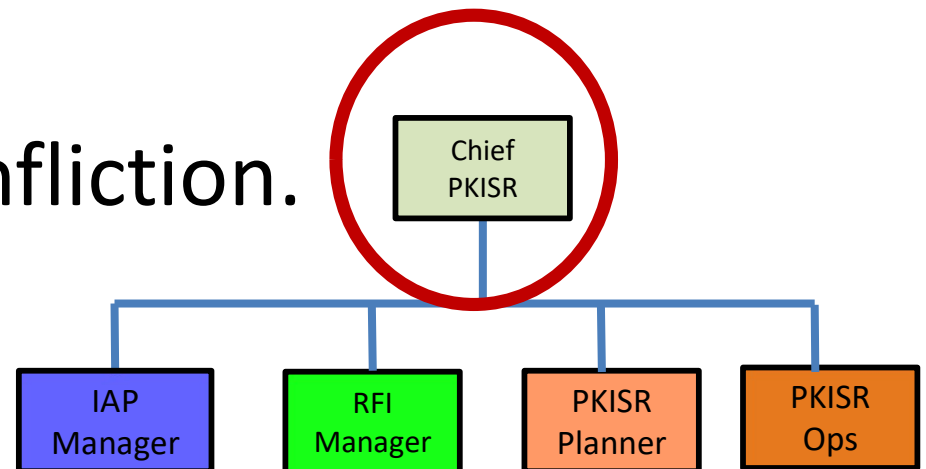 nfliction.
Chief
PKISR
IAP
Manager
RFI
Manager
PKISR
Planner
PKISR
Ops